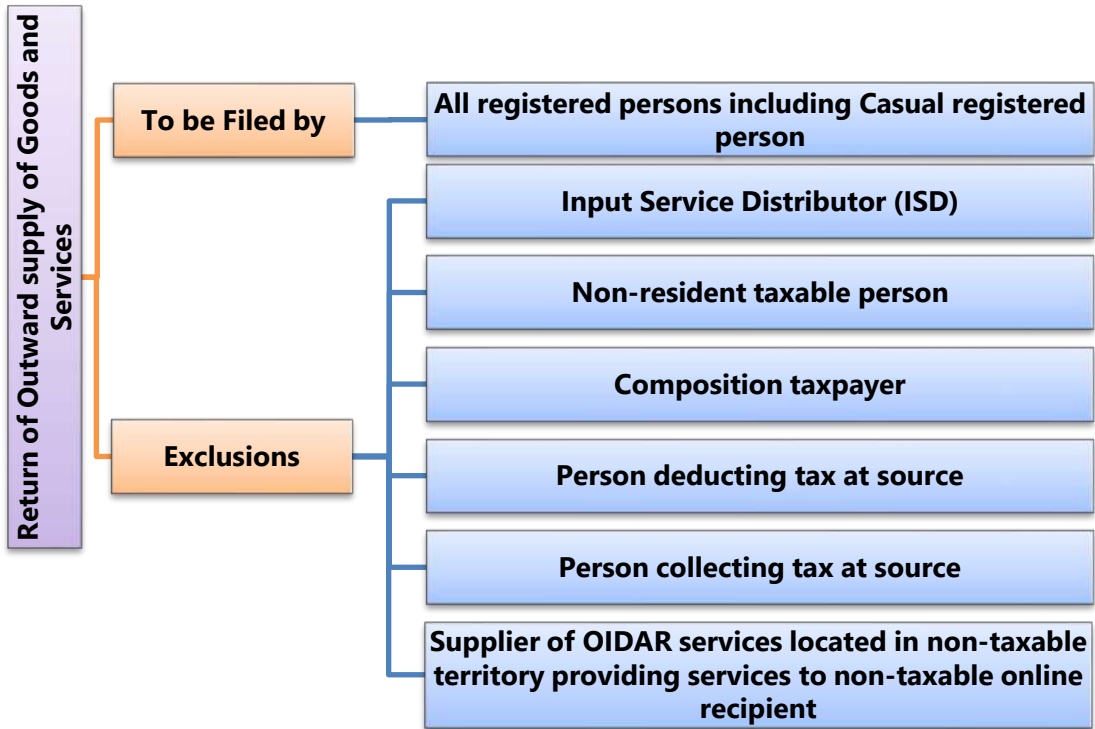 Return of Outward supply of Goods and
Services
To be Filed by
All registered persons including Casual registered
person
Exclusions
Input Service Distributor (ISD)
Non-resident taxable person
Composition taxpayer
Person deducting tax at source
Person collecting tax at source
Supplier of OIDAR services located in non-taxable
territory providing services to non-taxable online
recipient